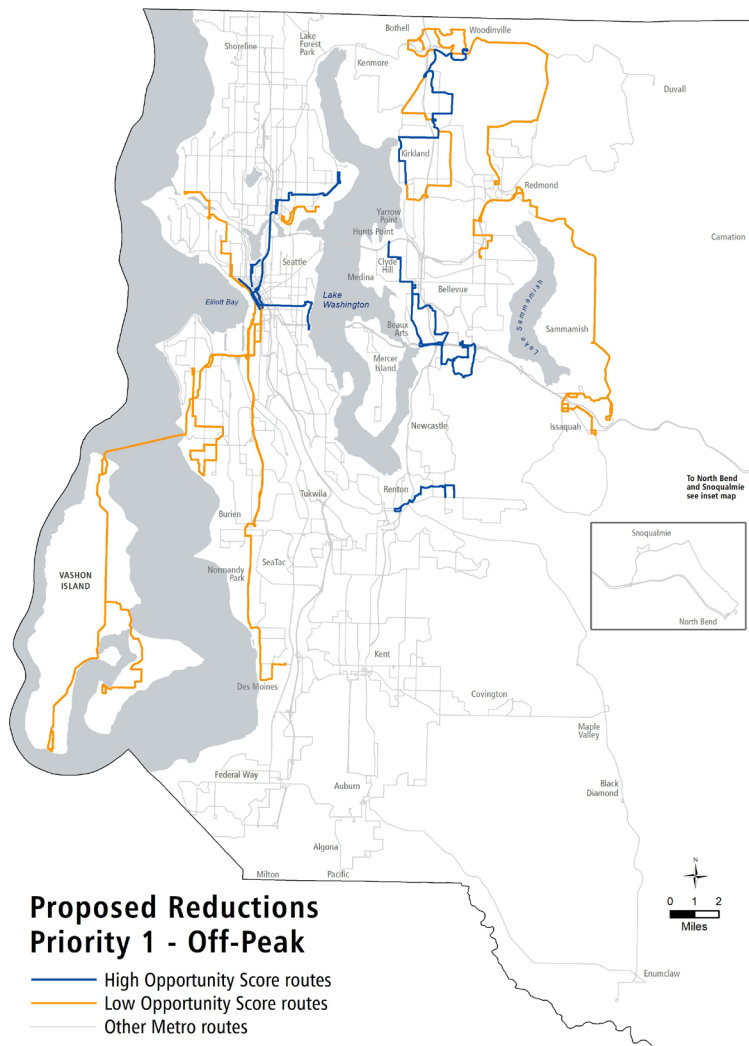 Bothell
Woodinville
Shoreline
Lake
Forest
Park
Kenmore
Duvall
Kirkland
Redmond
Yarrow
Point
Hunts Point
Carnation
Seattle
Clyde
Hill
Medina
Bellevue
Elliott Bay
Lake
Washington
Lake Sammamish
Beaux
Arts
Sammamish
Mercer
Island
Newcastle
Issaquah
To North Bend
and Snoqualmie
see inset map
Renton
Tukwila
Burien
Snoqualmie
North Bend
SeaTac
Normandy
Park
VASHON
ISLAND
Kent
Des Moines
Covington
Maple
Valley
Federal Way
Auburn
Black
Diamond
Algona
Milton
Pacific
N
0 1 2
Miles
Enumclaw
Proposed Reductions
Priority 1 - Off-Peak
High Opportunity Score routes
Low Opportunity Score routes
Other Metro routes